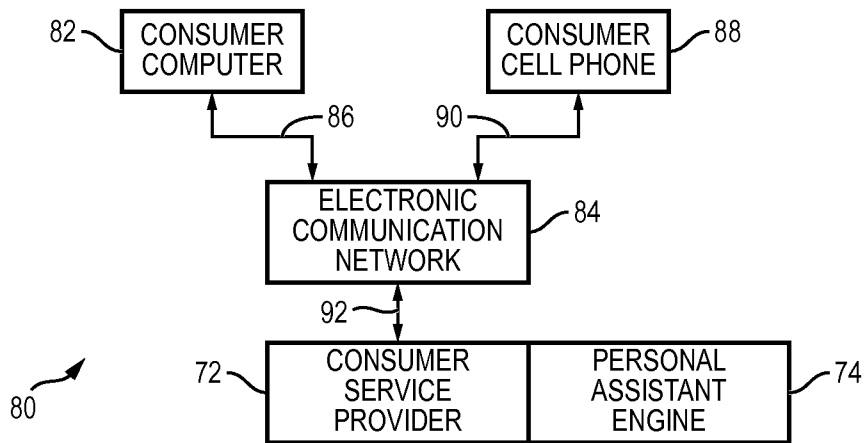 82
CONSUMER
COMPUTER
CONSUMER
CELL PHONE
88
86
90
ELECTRONIC
COMMUNICATION
NETWORK
84
92
72
CONSUMER
SERVICE
PROVIDER
PERSONAL
ASSISTANT
ENGINE
74
80